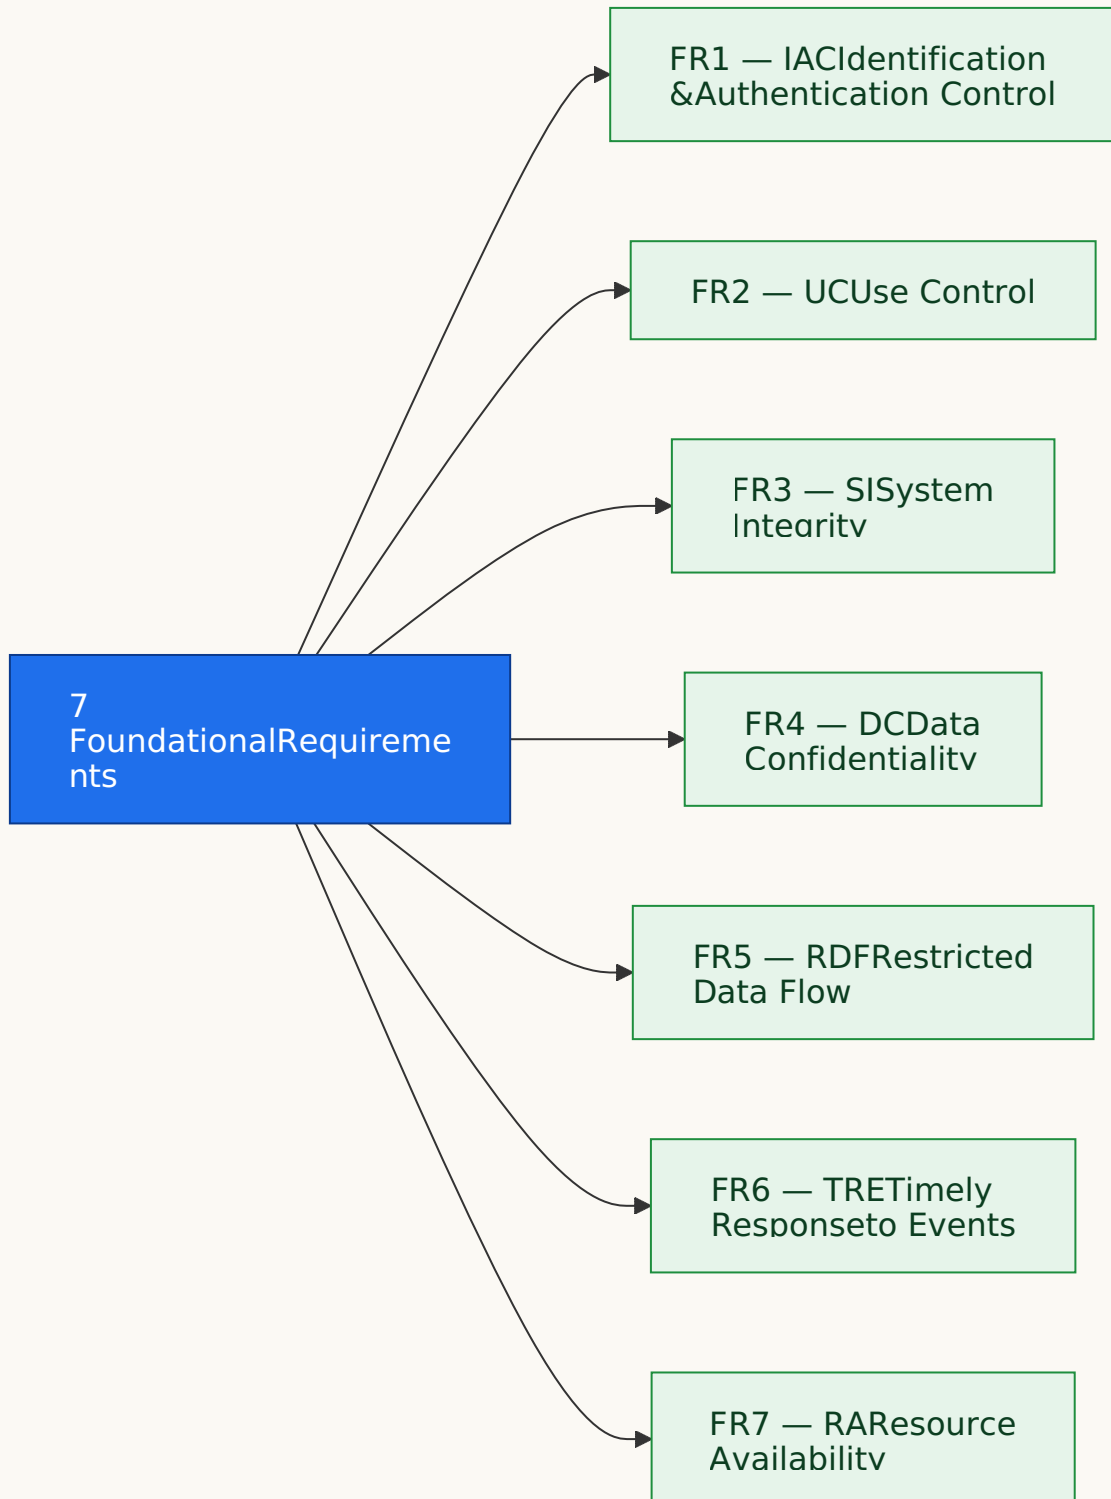 FR1 — IACIdentification
&Authentication Control
FR2 — UCUse Control
FR3 — SISystem
Integrity
7
FoundationalRequireme
nts
FR4 — DCData
Confidentiality
FR5 — RDFRestricted
Data Flow
FR6 — TRETimely
Responseto Events
FR7 — RAResource
Availability